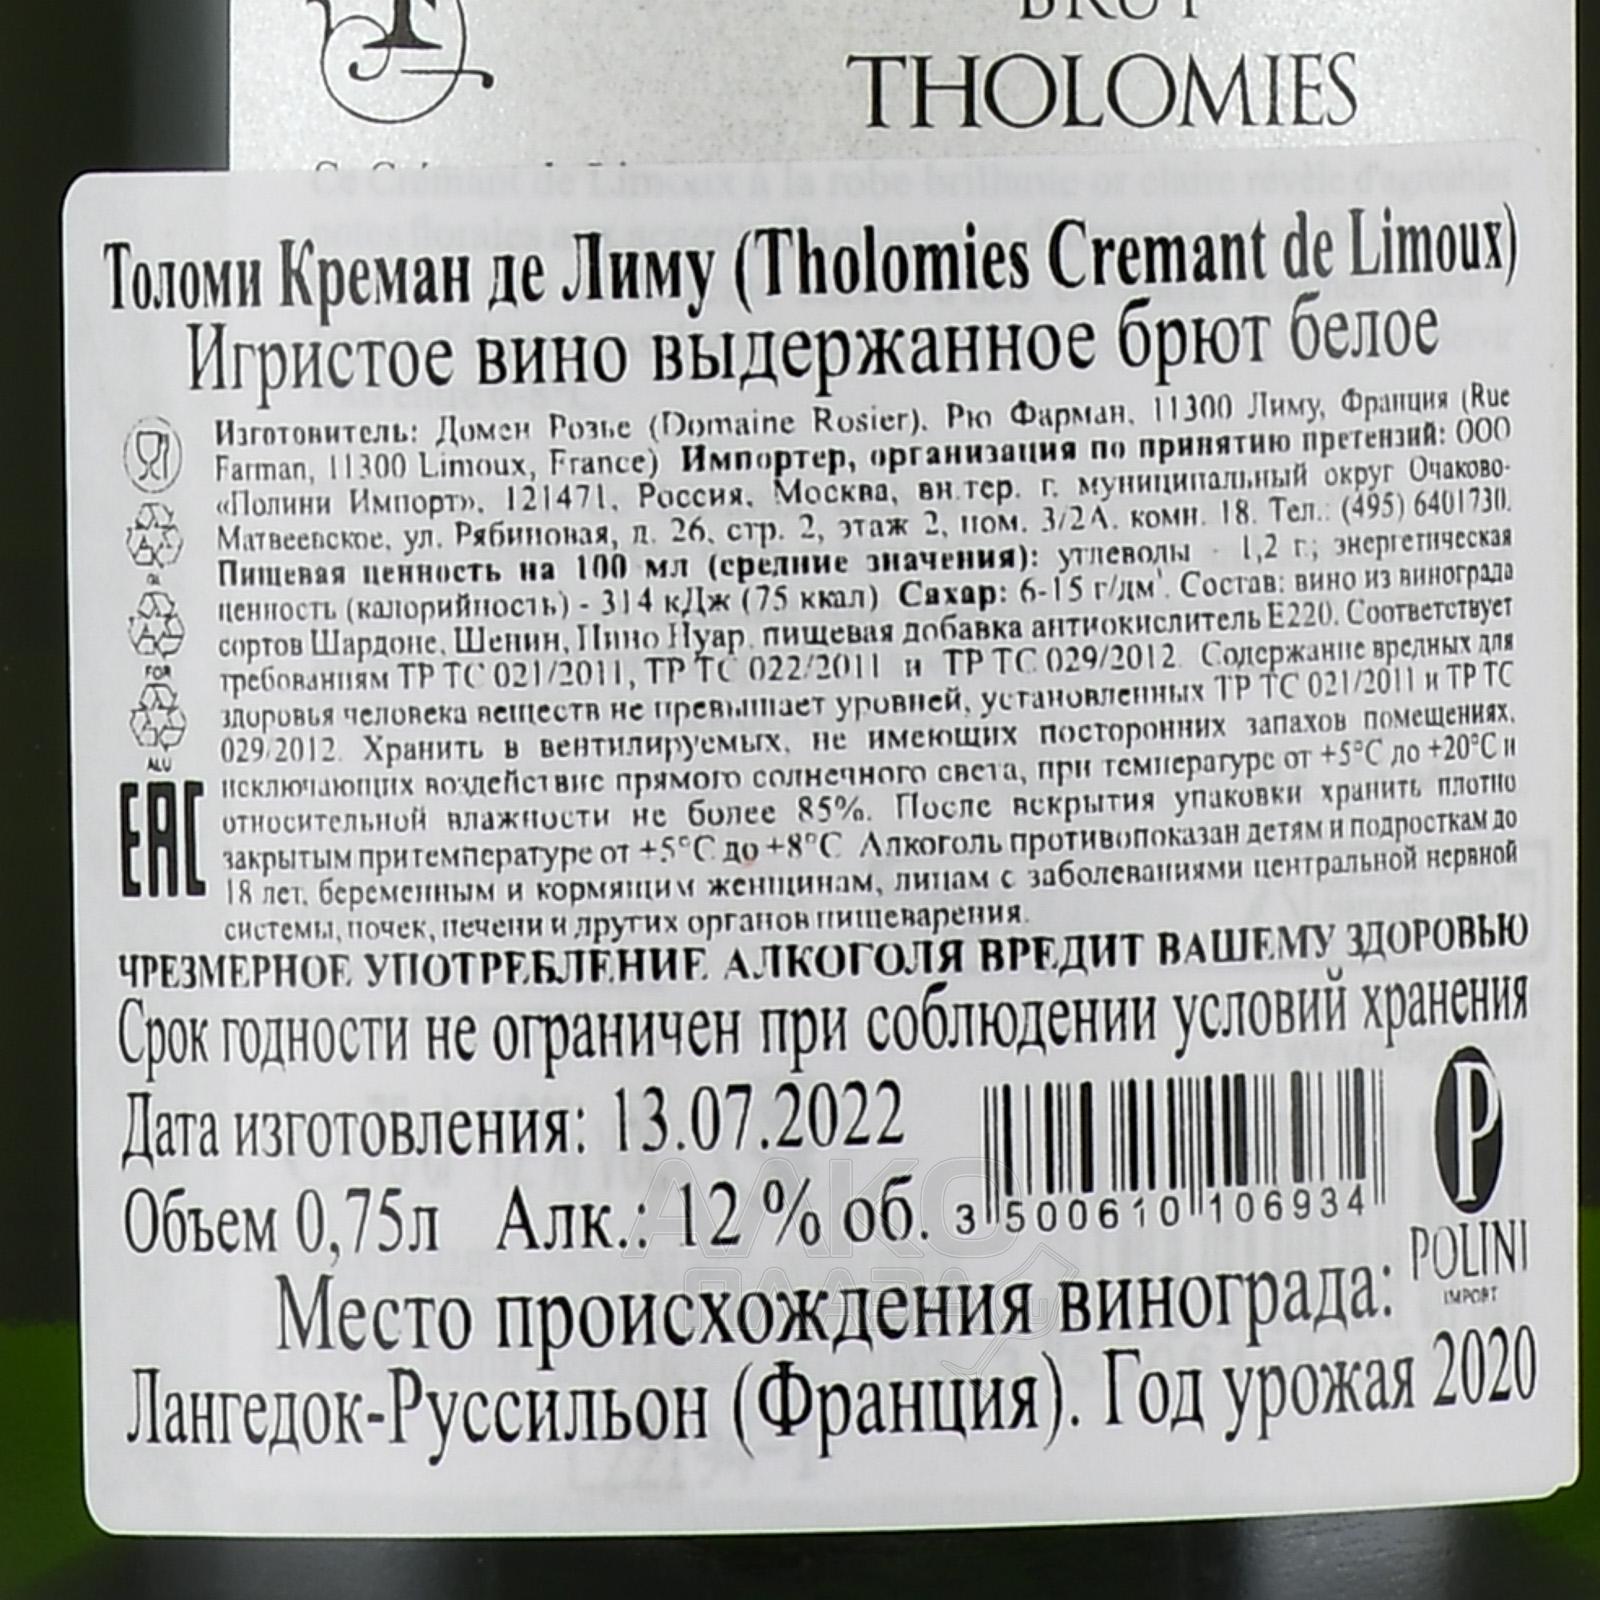 BRUT
THOLOMIES
Толоми Креман де Лиму (Tholomies Cremant de Limoux)
Игристое вино выдержанное брют белое
Изготовитель: Домен Розье (Domaine Rosier). Рю Фарман, 11300 Лиму, Франция (Rue
Farman, 11300 Limoux, France) Импортер, организация по принятию претензий: ООО
«Полини Импорт», 121471, Россия, Москва, вн.тер. г. муниципальный округ Очаково-
Матвеевское, ул. Рябиновая, д. 26, стр. 2, этаж 2, пом. 3/2А, комн. 18. Тел.: (495) 6401730.
Пищевая ценность на 100 мл (средние значения): углеводы - 1,2 г.; энергетическая
ценность (калорийность) - 314 кДж (75 ккал) Сахар: 6-15 г/дм³. Состав: вино из винограда
сортов Шардоне, Шенин, Пино Нуар, пищевая добавка антиокислитель Е220. Соответствует
требованиям ТР ТС 021/2011, ТР ТС 022/2011 и ТР ТС 029/2012. Содержание вредных для
здоровья человека веществ не превышает уровней, установленных ТР ТС 021/2011 и ТР ТС
029/2012. Хранить в вентилируемых, не имеющих посторонних запахов помещениях,
исключающих воздействие прямого солнечного света, при температуре от +5°С до +20°С и
относительной влажности не более 85%. После вскрытия упаковки хранить плотно
закрытым при температуре от +5°С до +8°С Алкоголь противопоказан детям и подросткам до
18 лет, беременным и кормящим женщинам, лицам с заболеваниями центральной нервной
системы, почек, печени и других органов пищеварения.
FOR
ALU
EAC
ЧРЕЗМЕРНОЕ УПОТРЕБЛЕНИЕ АЛКОГОЛЯ ВРЕДИТ ВАШЕМУ ЗДОРОВЬЮ
Срок годности не ограничен при соблюдении условий хранения
Дата изготовления: 13.07.2022
Объем 0,75л Алк.: 12 % об.
3 500610 106934
P
POLINI
IMPORT
Место происхождения винограда:
Лангедок-Руссильон (Франция). Год урожая 2020